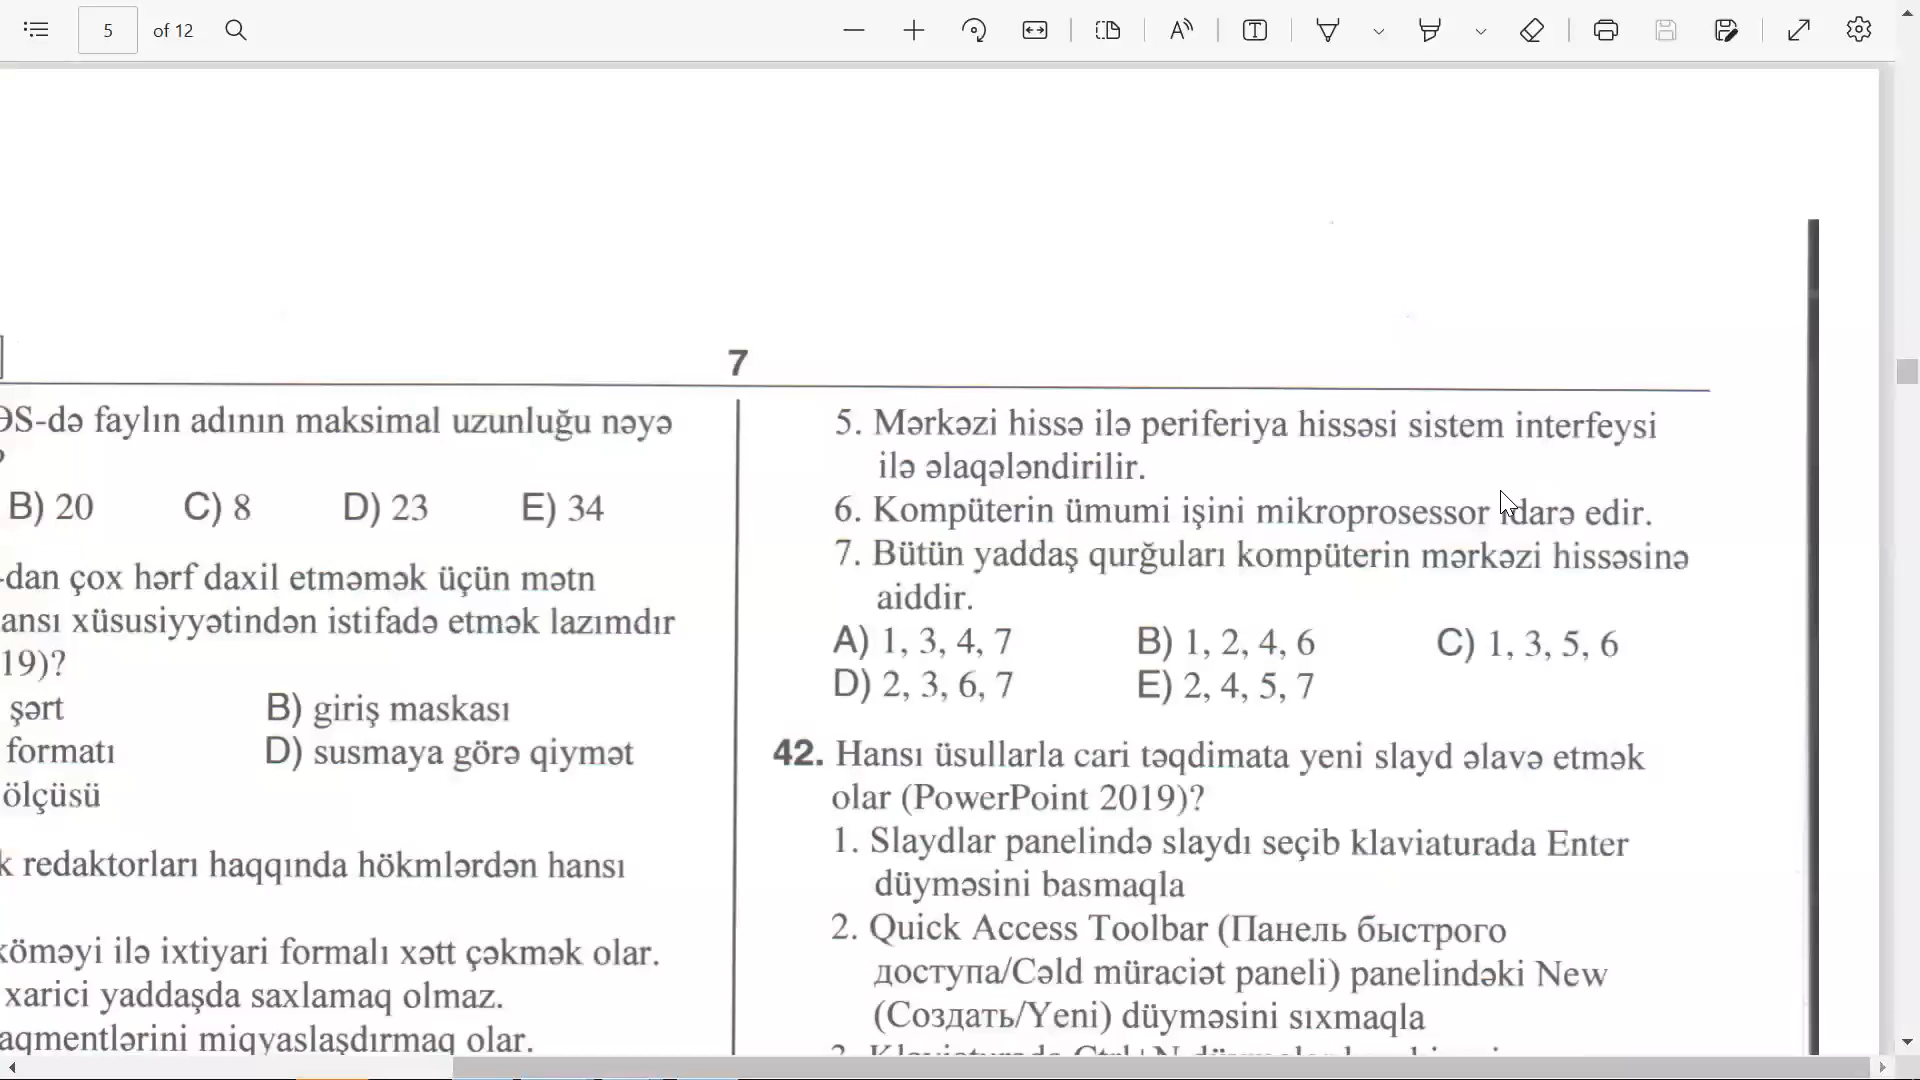 5
of 12
7
ƏS-də faylın adının maksimal uzunluğu nəyə
?
B) 20 C) 8 D) 23 E) 34
-dan çox hərf daxil etməmək üçün mətn
ansı xüsusiyyətindən istifadə etmək lazımdır
19)?
şərt B) giriş maskası
formatı D) susmaya görə qiymət
ölçüsü
k redaktorları haqqında hökmlərdən hansı
köməyi ilə ixtiyari formalı xətt çəkmək olar.
xarici yaddaşda saxlamaq olmaz.
aqmentlərini miqyaslaşdırmaq olar.
5. Mərkəzi hissə ilə periferiya hissəsi sistem interfeysi
ilə əlaqələndirilir.
6. Kompüterin ümumi işini mikroprosessor idarə edir.
7. Bütün yaddaş qurğuları kompüterin mərkəzi hissəsinə
aiddir.
A) 1, 3, 4, 7 B) 1, 2, 4, 6 C) 1, 3, 5, 6
D) 2, 3, 6, 7 E) 2, 4, 5, 7
42. Hansı üsullarla cari təqdimata yeni slayd əlavə etmək
olar (PowerPoint 2019)?
1. Slaydlar panelində slaydı seçib klaviaturada Enter
düyməsini basmaqla
2. Quick Access Toolbar (Панель быстрого
доступа/Cəld müraciət paneli) panelindəki New
(Создать/Yeni) düyməsini sıxmaqla